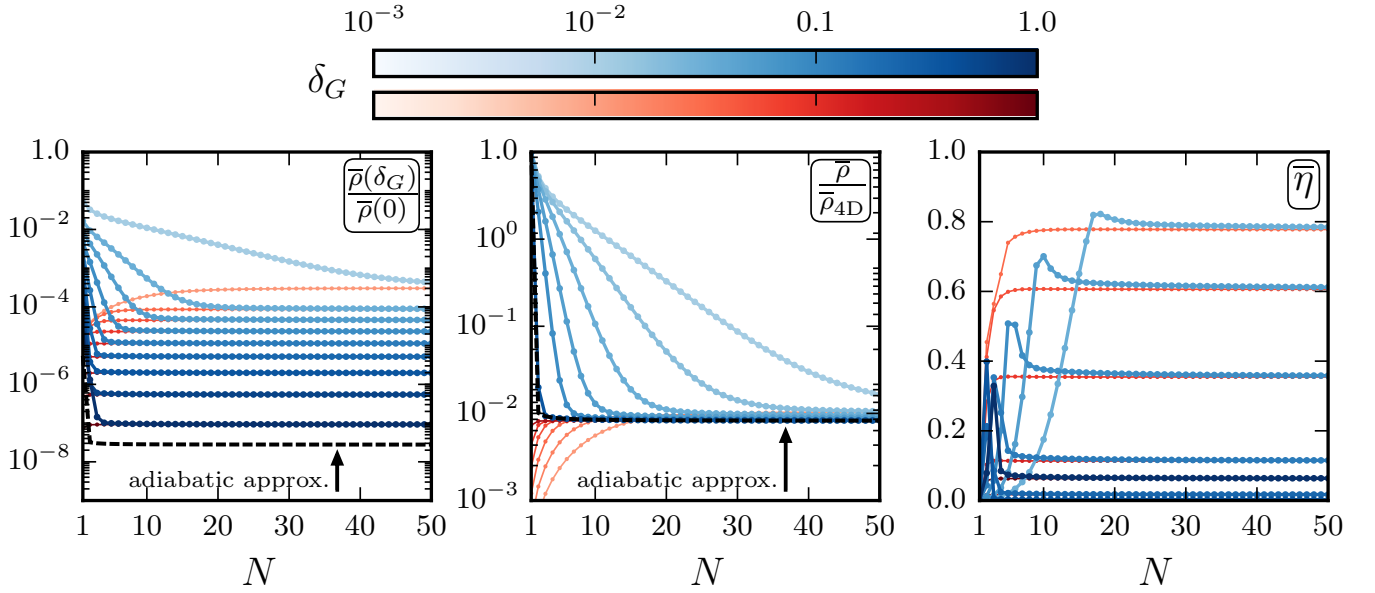 10⁻³ 10⁻² 0.1 1.0
δ_G
1.0
10⁻²
10⁻⁴
10⁻⁶
10⁻⁸
ρ̅(δ_G)
ρ̅(0)
adiabatic approx.
1 10 20 30 40 50
N
1.0
10⁰
10⁻¹
10⁻²
10⁻³
ρ̅
ρ̅₄D
adiabatic approx.
1 10 20 30 40 50
N
1.0
0.8
0.6
0.4
0.2
0.0
η̅
1 10 20 30 40 50
N